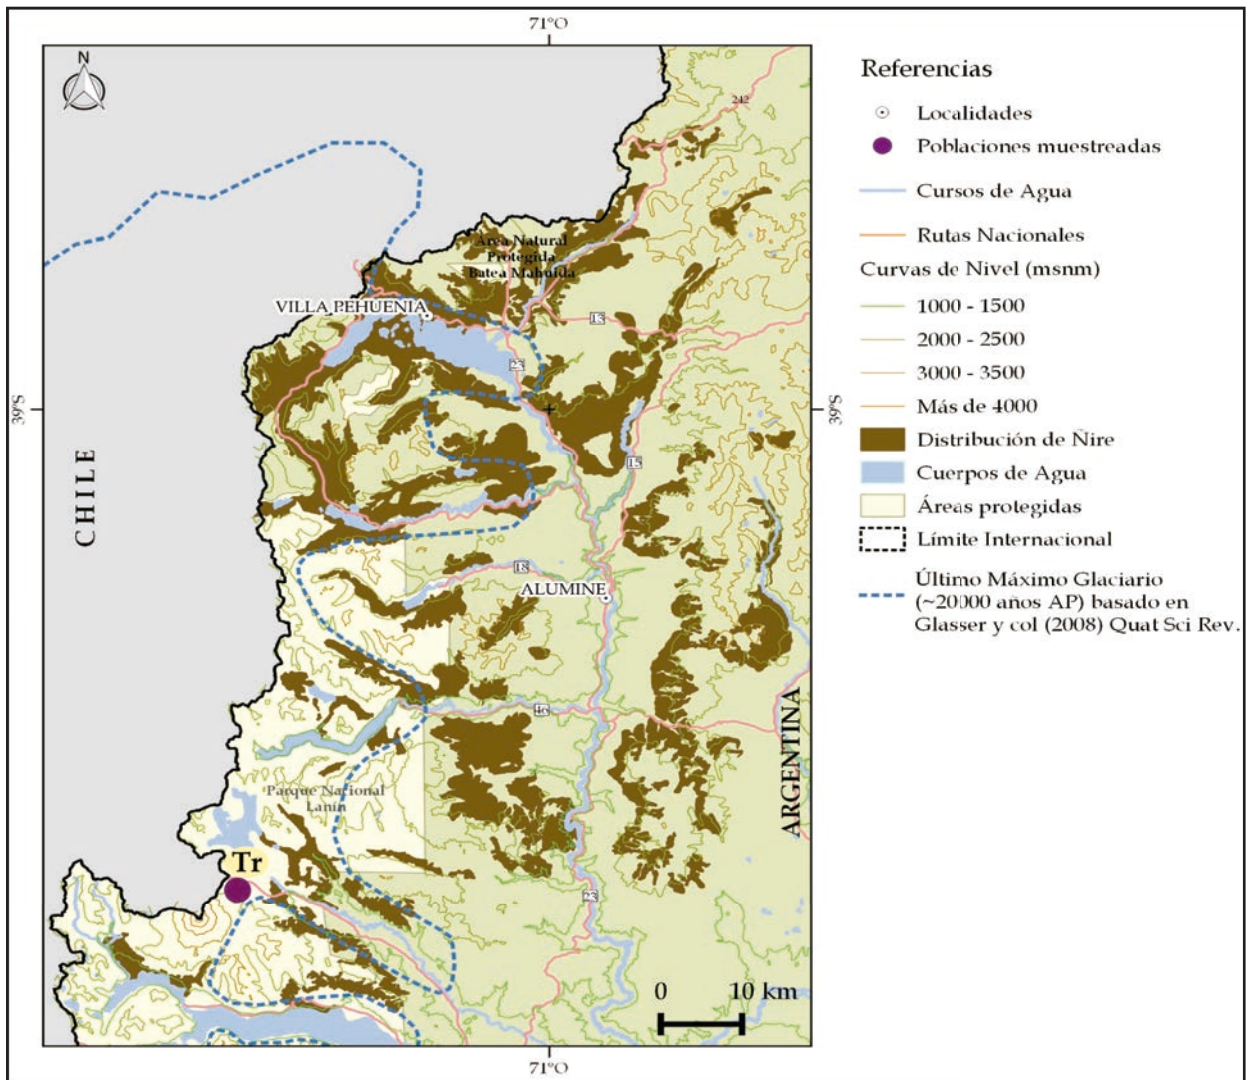 71°O
N
242
Área Natural
Protegida
Batea Mahuida
VILLA PEHUENIA
13
23
39°S
39°S
15
CHILE
18
ALUMINE
46
ARGENTINA
Parque Nacional
Lanín
Tr
23
0 10 km
71°O
Referencias
Localidades
Poblaciones muestreadas
Cursos de Agua
Rutas Nacionales
Curvas de Nivel (msnm)
1000 - 1500
2000 - 2500
3000 - 3500
Más de 4000
Distribución de Ñire
Cuerpos de Agua
Áreas protegidas
Límite Internacional
Último Máximo Glaciario
(~20000 años AP) basado en
Glasser y col (2008) Quat Sci Rev.